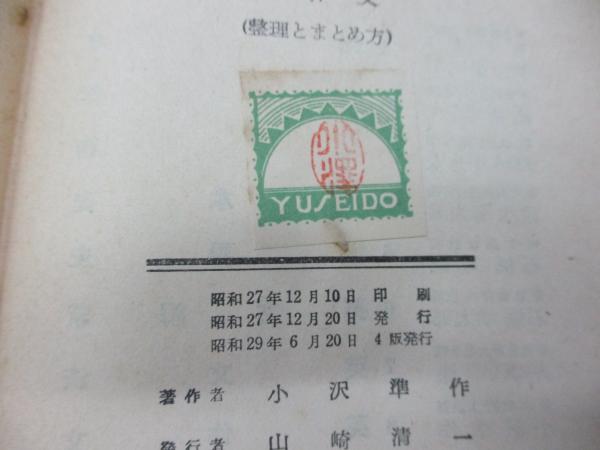 (整理とまとめ方)
小澤
YUSEIDO
昭和27年12月10日 印刷
昭和27年12月20日 発行
昭和29年6月20日 4版発行
著作者 小沢準作
発行者 山崎清一